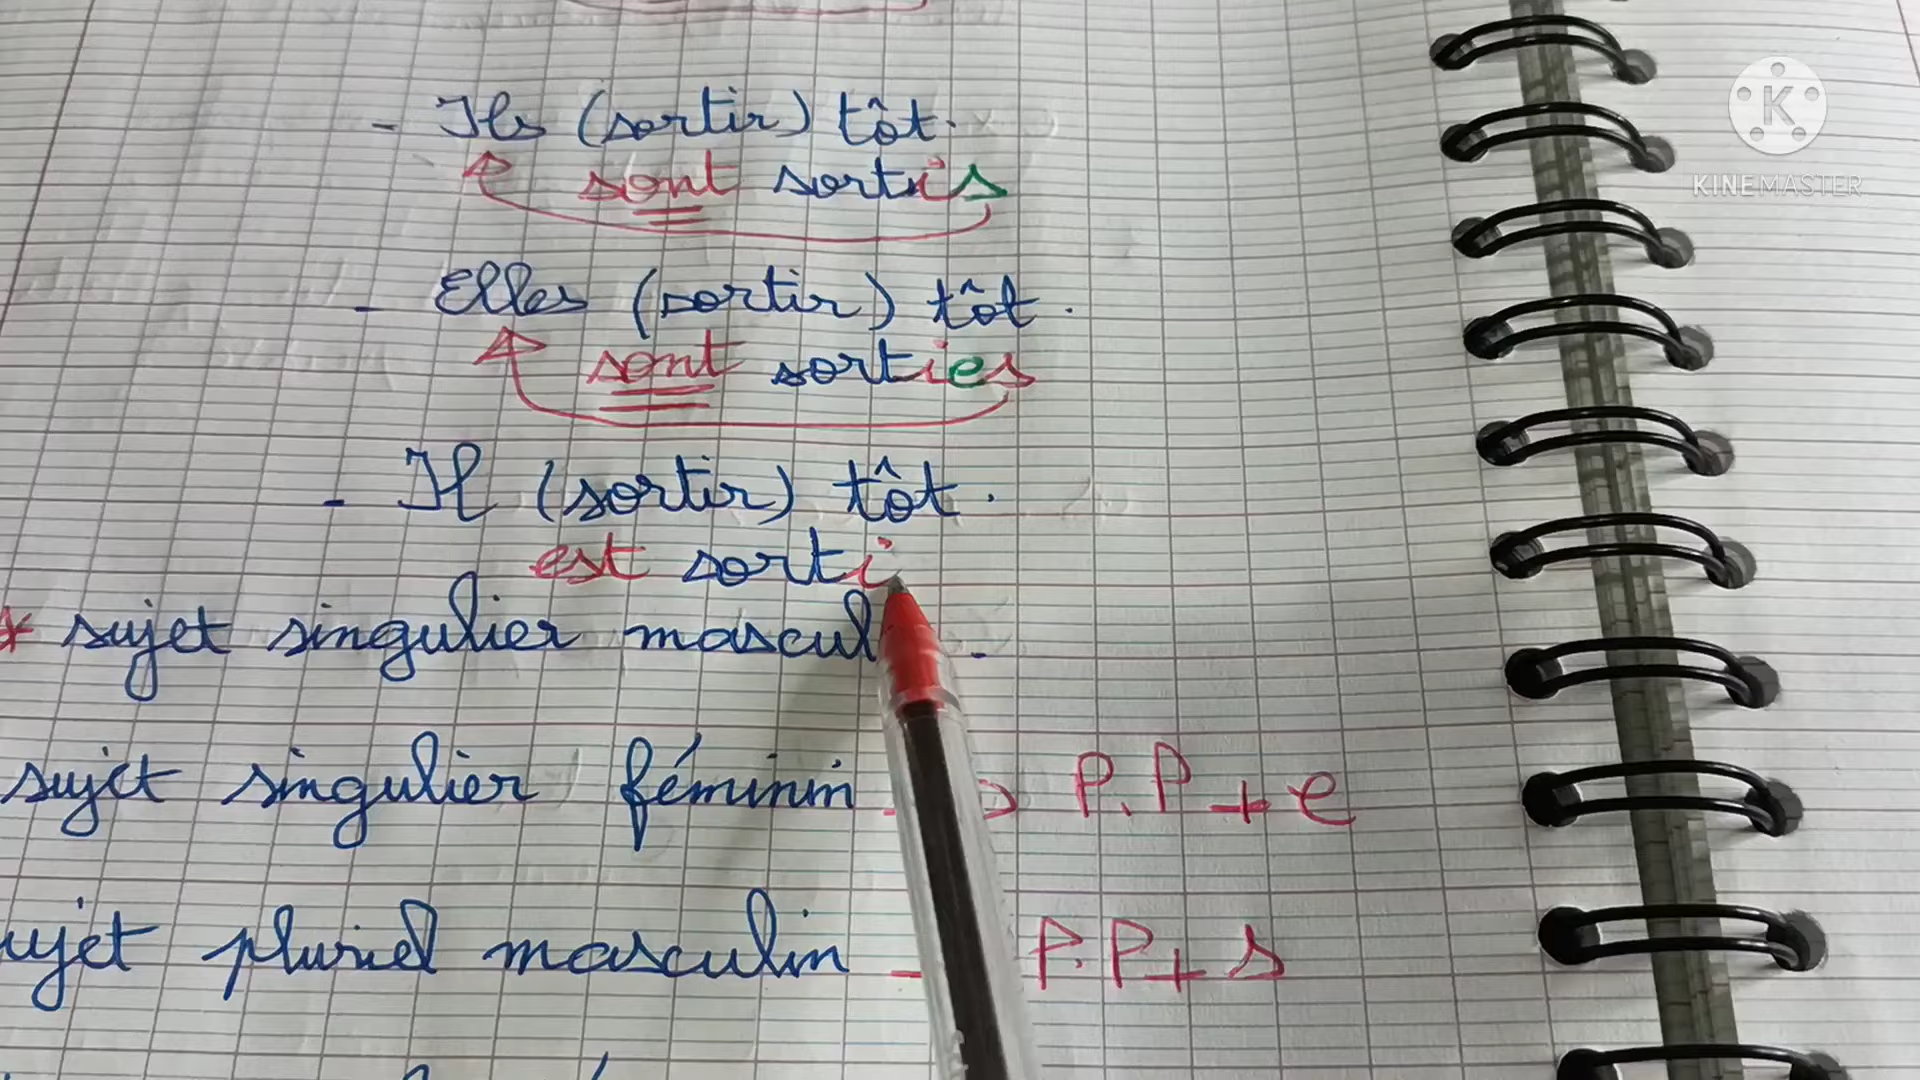 - Ils (sortir) tôt.
sont sortis
- Elles (sortir) tôt.
sont sorties
- Il (sortir) tôt.
est sorti
* sujet singulier mascul
sujet singulier féminin → P.P + e
ujet pluriel masculin - P.P + s
K
KINEMASTER